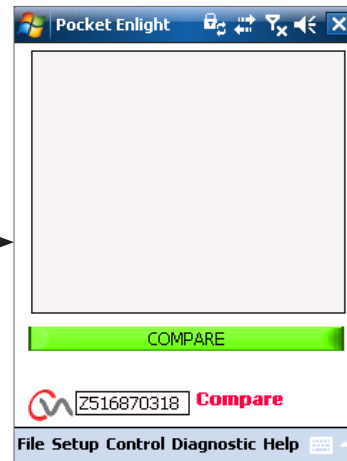 Pocket Enlight
COMPARE
Z516870318 Compare
File Setup Control Diagnostic Help